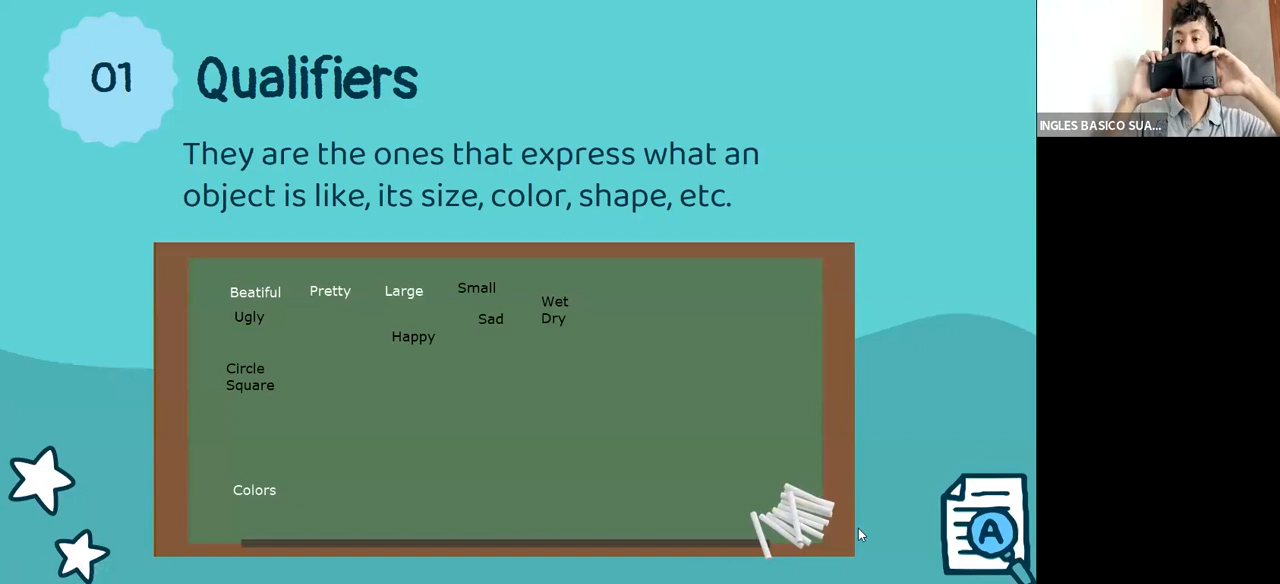 01
Qualifiers
They are the ones that express what an
object is like, its size, color, shape, etc.
Beatiful Pretty Large Small
Wet
Ugly Sad Dry
Happy
Circle
Square
Colors
A
INGLES BASICO SUA...